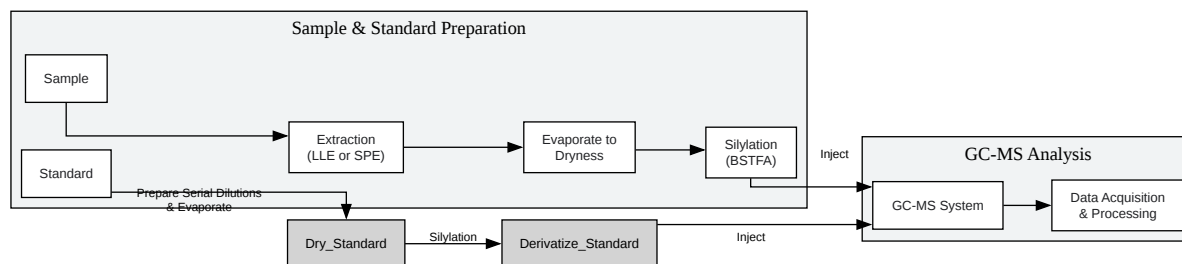 Sample & Standard Preparation
Sample
Extraction
(LLE or SPE)
Evaporate to
Dryness
Silylation
(BSTFA)
Inject
Standard
Prepare Serial Dilutions
& Evaporate
Dry_Standard
Silylation
Derivatize_Standard
Inject
GC-MS Analysis
GC-MS System
Data Acquisition
& Processing